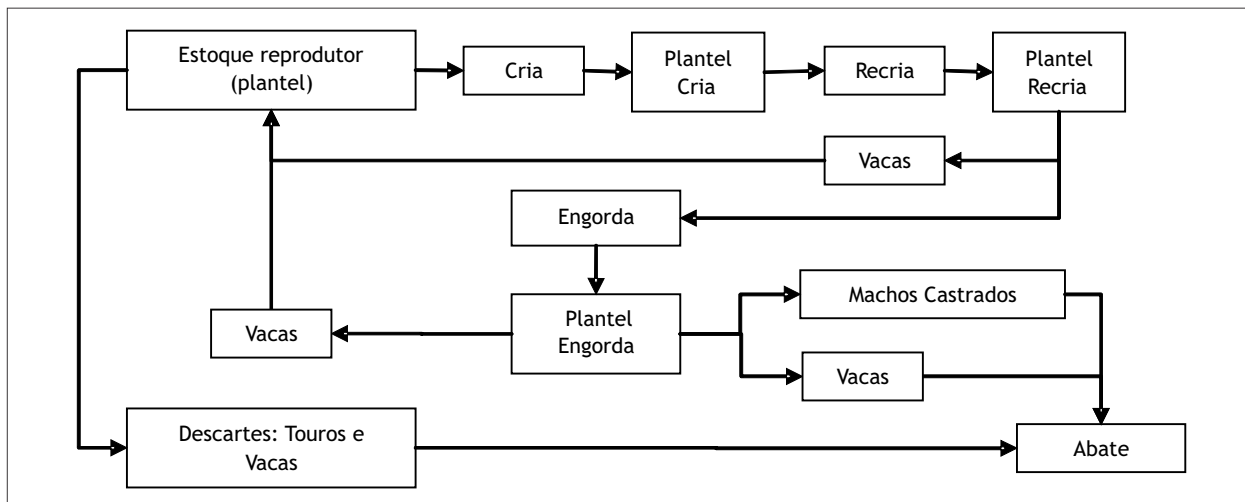 Estoque reprodutor
(plantel)
Cria
Plantel
Cria
Recria
Plantel
Recria
Vacas
Engorda
Plantel
Engorda
Machos Castrados
Vacas
Vacas
Descartes: Touros e
Vacas
Abate